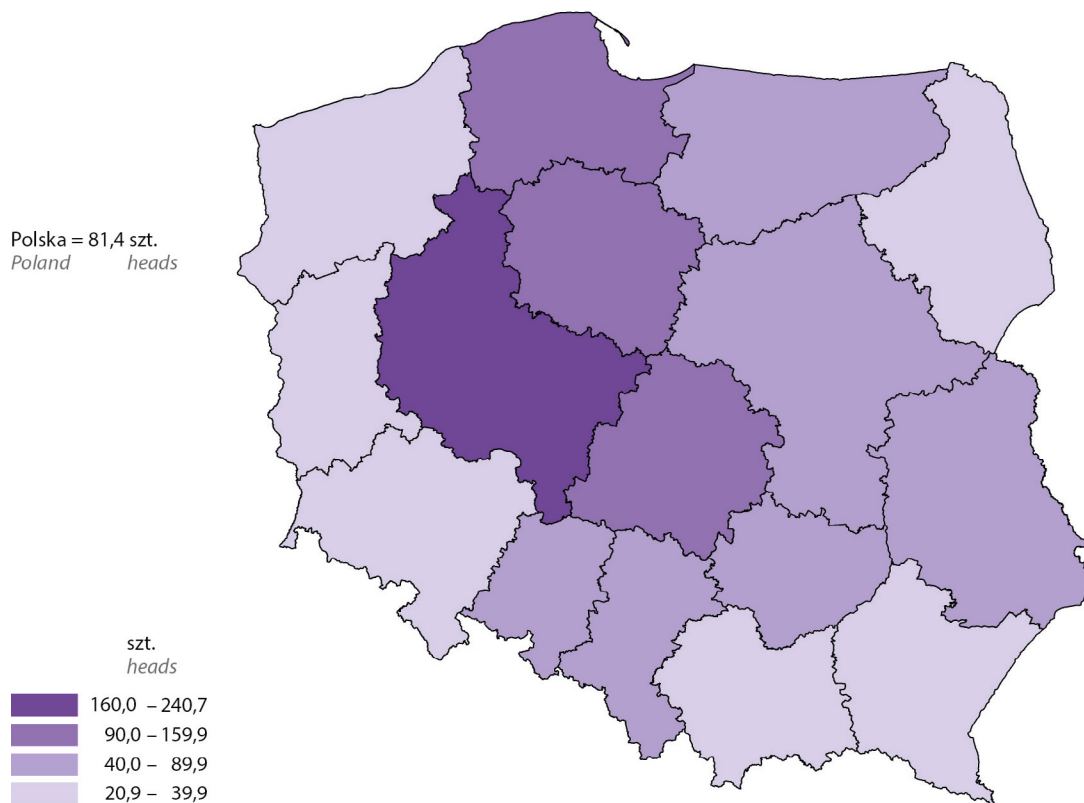 Polska = 81,4 szt.
Poland heads
szt.
heads
160,0 – 240,7
90,0 – 159,9
40,0 – 89,9
20,9 – 39,9